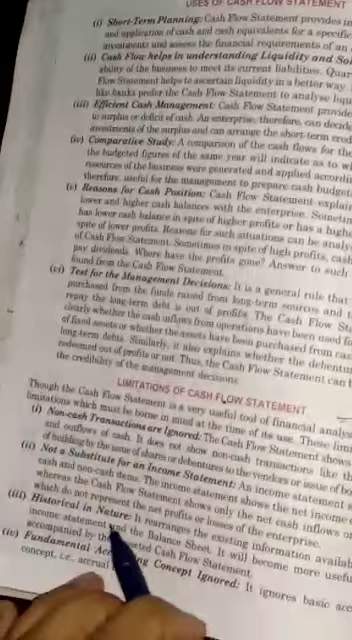 USES OF CASH FLOW STATEMENT
(i) Short-Term Planning: Cash Flow Statement provides in
and application of cash and cash equivalents for a specific
investments and assess the financial requirements of an
(ii) Cash Flow helps in understanding Liquidity and Sol
ability of the business to meet its current liabilities. Quar
Flow Statement helps to ascertain liquidity in a better way.
like banks prefer the Cash Flow Statement to analyse liqu
(iii) Efficient Cash Management: Cash Flow Statement provide
to surplus or deficit of cash. An enterprise, therefore, can decid
investments of the surplus and can arrange the short-term cred
(iv) Comparative Study: A comparison of the cash flows for the
the budgeted figures of the same year will indicate as to w
resources of the business were generated and applied accordi
therefore, useful for the management to prepare cash budget
(v) Reasons for Cash Position: Cash Flow Statement explain
lower and higher cash balances with the enterprise. Sometim
has lower cash balance in spite of higher profits or has a highe
spite of lower profits. Reasons for such situations can be analy
of Cash Flow Statement. Sometimes in spite of high profits, cash
pay dividends. Where have the profits gone? Answer to such
found from the Cash Flow Statement.
(vi) Test for the Management Decisions: It is a general rule that
purchased from the funds raised from long-term sources and t
repay the long-term debt is out of profits. The Cash Flow St
clearly whether the cash inflows from operations have been used fo
of fixed assets or whether the assets have been purchased from
long-term debts. Similarly, it also explains whether the debentu
redeemed out of profits or not. Thus, the Cash Flow Statement can
the credibility of the management decisions.
LIMITATIONS OF CASH FLOW STATEMENT
Though the Cash Flow Statement is a very useful tool of financial analys
limitations which must be borne in mind at the time of its use. These limi
(i) Non-cash Transactions are Ignored: The Cash Flow Statement shows
and outflows of cash. It does not show non-cash transactions like th
of building by the issue of shares or debentures to the vendors or issue of bo
(ii) Not a Substitute for an Income Statement: An income statement s
cash and non-cash items. The income statement shows the net income
whereas the Cash Flow Statement shows only the net cash inflows or
which do not represent the net profits or losses of the enterprise.
(iii) Historical in Nature: It rearranges the existing information availab
income statement and the Balance Sheet. It will become more usefu
accompanied by the Cash Flow Statement.
(iv) Fundamental Concept Ignored: It ignores basic acc
concept, i.e., accrual